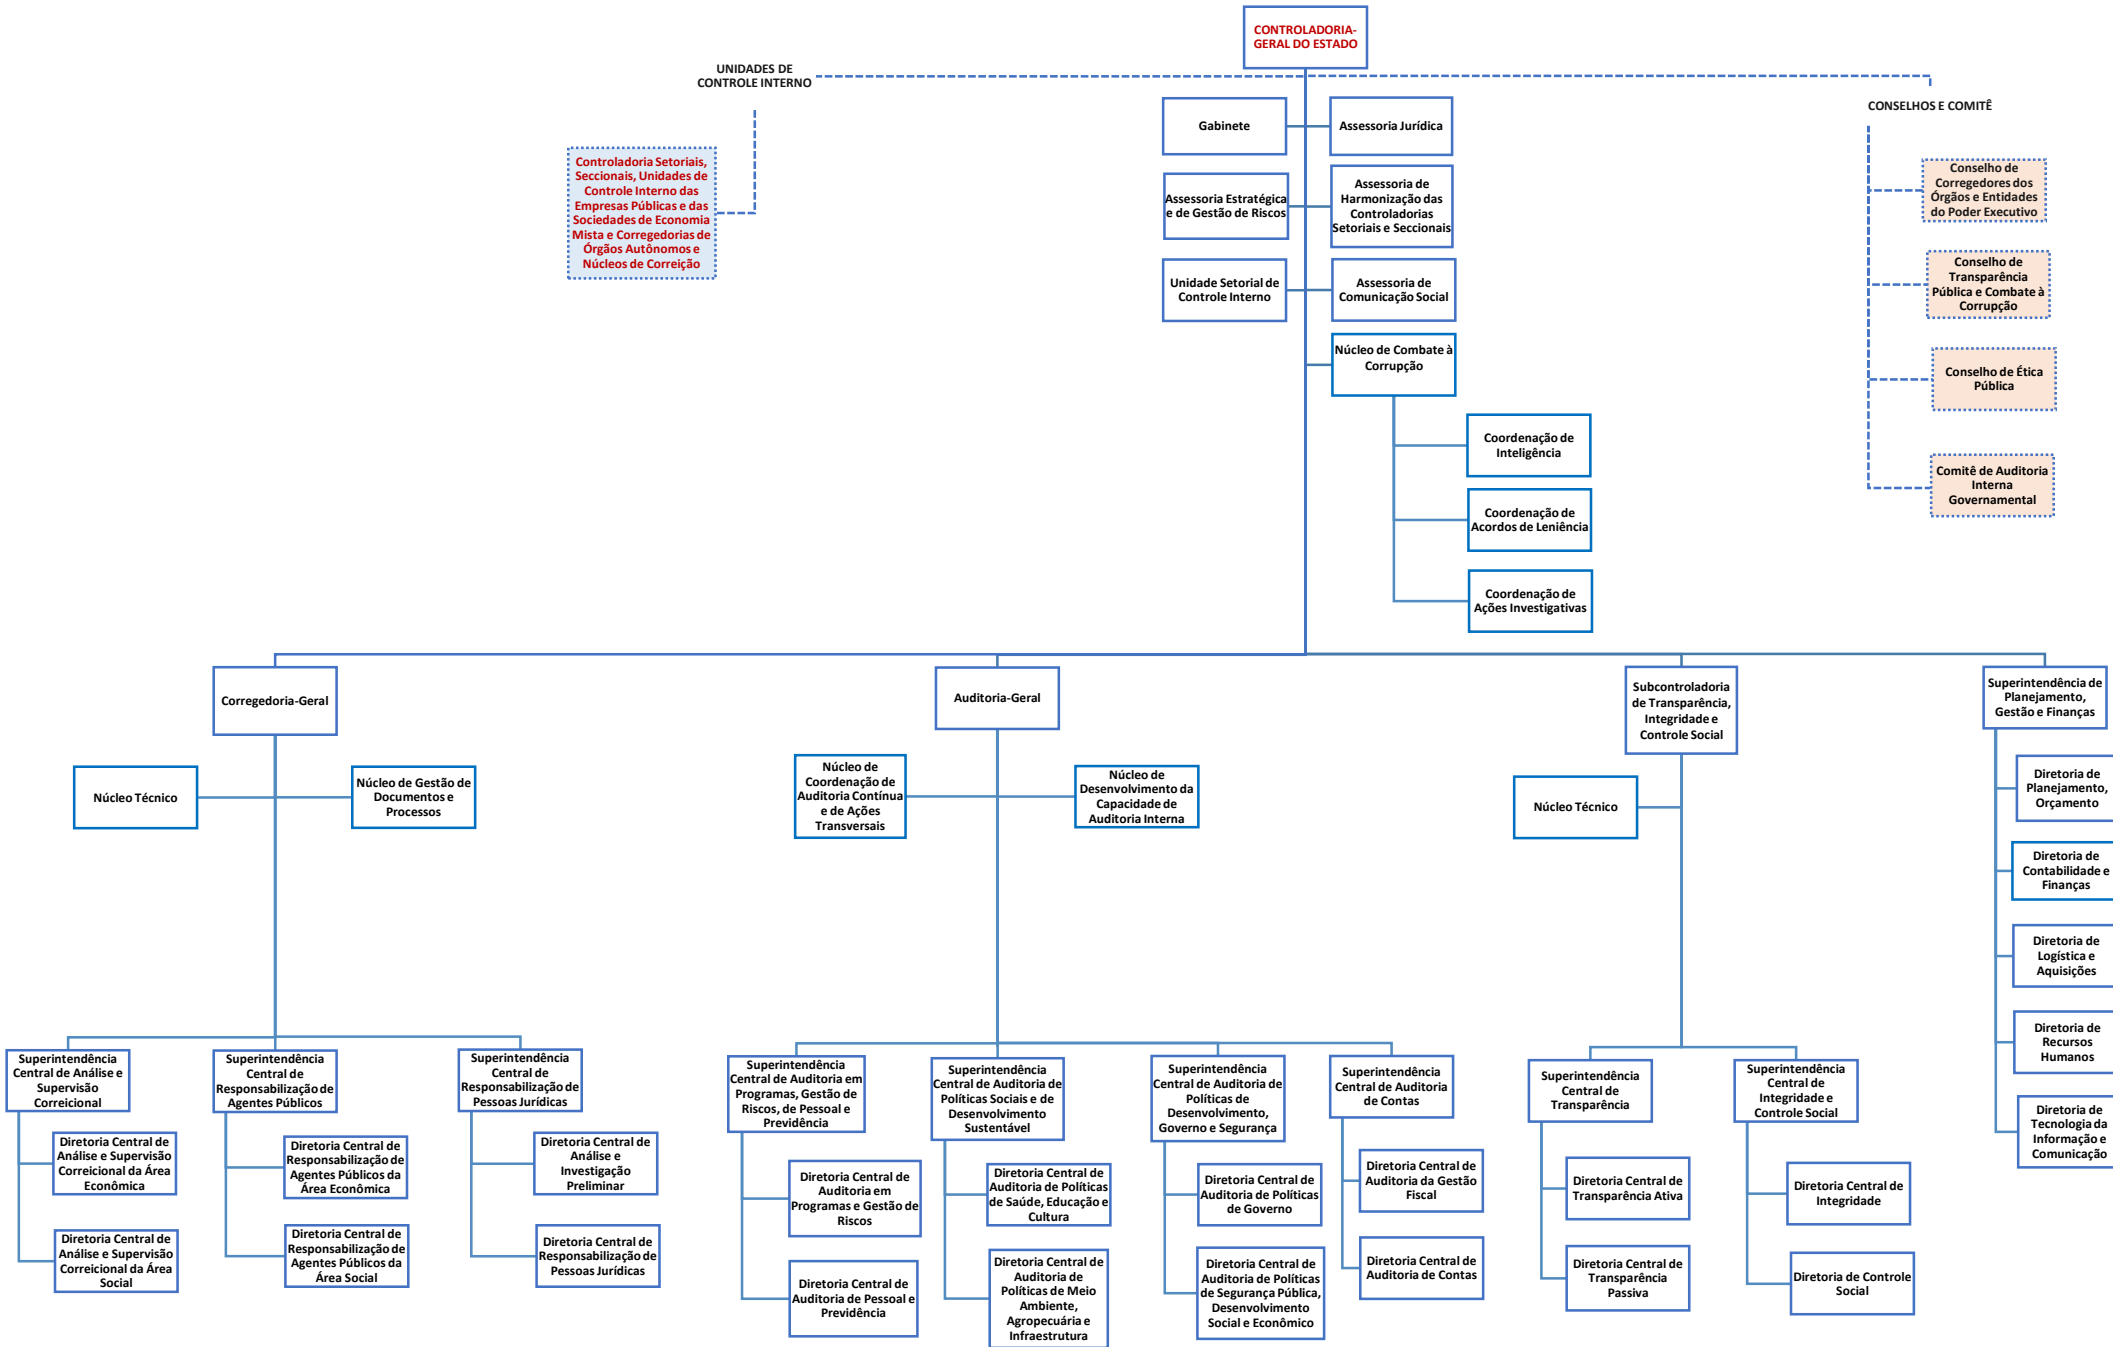 CONTROLADORIA-
GERAL DO ESTADO
UNIDADES DE
CONTROLE INTERNO
CONSELHOS E COMITÊ
Controladoria Setoriais,
Seccionais, Unidades de
Controle Interno das
Empresas Públicas e das
Sociedades de Economia
Mista e Corregedorias de
Órgãos Autônomos e
Núcleos de Correição
Gabinete
Assessoria Jurídica
Assessoria Estratégica
e de Gestão de Riscos
Assessoria de
Harmonização das
Controladorias
Setoriais e Seccionais
Unidade Setorial de
Controle Interno
Assessoria de
Comunicação Social
Núcleo de Combate à
Corrupção
Coordenação de
Inteligência
Coordenação de
Acordos de Leniência
Coordenação de
Ações Investigativas
Conselho de
Corregedores dos
Órgãos e Entidades
do Poder Executivo
Conselho de
Transparência
Pública e Combate à
Corrupção
Conselho de Ética
Pública
Comitê de Auditoria
Interna
Governamental
Corregedoria-Geral
Núcleo Técnico
Núcleo de Gestão de
Documentos e
Processos
Superintendência
Central de Análise e
Supervisão
Correicional
Diretoria Central de
Análise e Supervisão
Correicional da Área
Econômica
Diretoria Central de
Análise e Supervisão
Correicional da Área
Social
Superintendência
Central de
Responsabilização de
Agentes Públicos
Diretoria Central de
Responsabilização de
Agentes Públicos da
Área Econômica
Diretoria Central de
Responsabilização de
Agentes Públicos da
Área Social
Superintendência
Central de
Responsabilização de
Pessoas Jurídicas
Diretoria Central de
Análise e
Investigação
Preliminar
Diretoria Central de
Responsabilização de
Pessoas Jurídicas
Auditoria-Geral
Núcleo de
Coordenação de
Auditoria Contínua
e de Ações
Transversais
Núcleo de
Desenvolvimento da
Capacidade de
Auditoria Interna
Superintendência
Central de Auditoria em
Programas, Gestão de
Riscos, de Pessoal e
Previdência
Diretoria Central de
Auditoria em
Programas e Gestão de
Riscos
Diretoria Central de
Auditoria de Pessoal e
Previdência
Superintendência
Central de Auditoria de
Políticas Sociais e de
Desenvolvimento
Sustentável
Diretoria Central de
Auditoria de Políticas
de Saúde, Educação e
Cultura
Diretoria Central de
Auditoria de
Políticas de Meio
Ambiente,
Agropecuária e
Infraestrutura
Superintendência
Central de Auditoria de
Políticas de
Desenvolvimento,
Governo e Segurança
Diretoria Central de
Auditoria de Políticas
de Governo
Diretoria Central de
Auditoria de Políticas
de Segurança Pública,
Desenvolvimento
Social e Econômico
Superintendência
Central de Auditoria
de Contas
Diretoria Central de
Auditoria da Gestão
Fiscal
Diretoria Central de
Auditoria de Contas
Subcontroladoria
de Transparência,
Integridade e
Controle Social
Núcleo Técnico
Superintendência
Central de
Transparência
Diretoria Central de
Transparência Ativa
Diretoria Central de
Transparência
Passiva
Superintendência
Central de
Integridade e
Controle Social
Diretoria Central de
Integridade
Diretoria de Controle
Social
Superintendência de
Planejamento,
Gestão e Finanças
Diretoria de
Planejamento,
Orçamento
Diretoria de
Contabilidade e
Finanças
Diretoria de
Logística e
Aquisições
Diretoria de
Recursos
Humanos
Diretoria de
Tecnologia da
Informação e
Comunicação